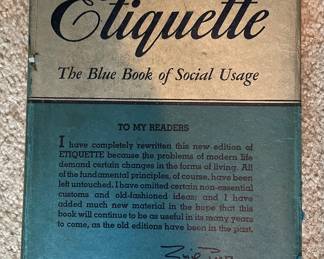 Etiquette
The Blue Book of Social Usage
TO MY READERS
I have completely rewritten this new edition of
ETIQUETTE because the problems of modern life
demand certain changes in the forms of living. All
of the fundamental principles, of course, have been
left untouched. I have omitted certain non-essential
customs and old-fashioned ideas; and I have
added much new material in the hope that this
book will continue to be as useful in its many years
to come, as the old editions have been in the past.